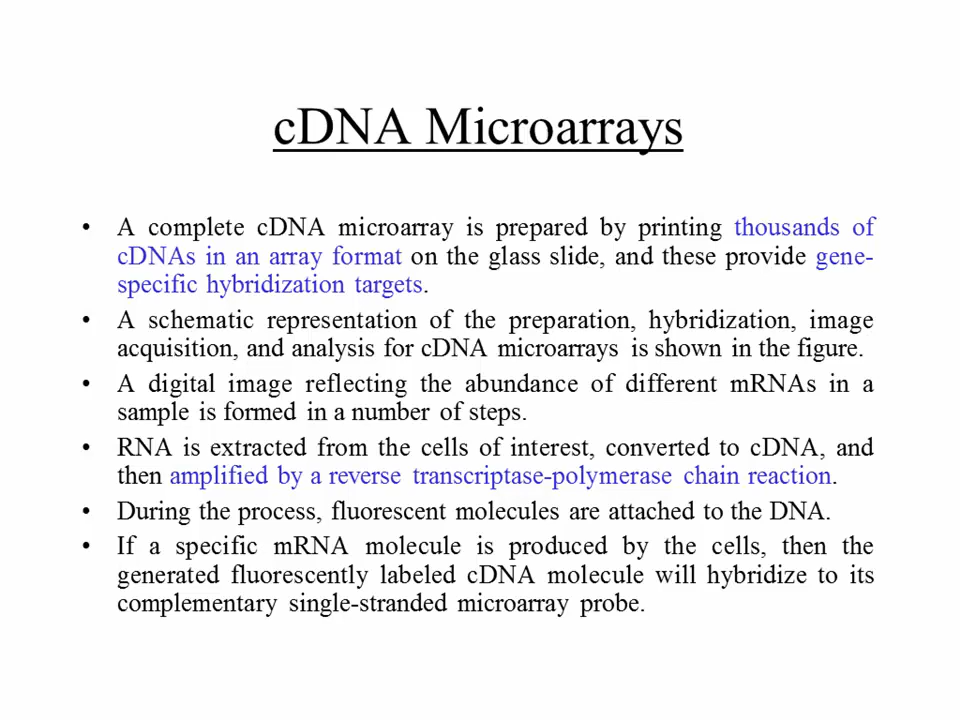 cDNA Microarrays
• A complete cDNA microarray is prepared by printing thousands of
cDNAs in an array format on the glass slide, and these provide gene-
specific hybridization targets.
• A schematic representation of the preparation, hybridization, image
acquisition, and analysis for cDNA microarrays is shown in the figure.
• A digital image reflecting the abundance of different mRNAs in a
sample is formed in a number of steps.
• RNA is extracted from the cells of interest, converted to cDNA, and
then amplified by a reverse transcriptase-polymerase chain reaction.
• During the process, fluorescent molecules are attached to the DNA.
• If a specific mRNA molecule is produced by the cells, then the
generated fluorescently labeled cDNA molecule will hybridize to its
complementary single-stranded microarray probe.